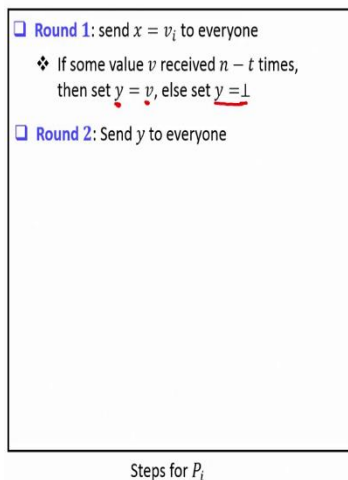 ❑ Round 1: send x = vᵢ to everyone
❖ If some value v received n − t times,
then set y = v, else set y =⊥
❑ Round 2: Send y to everyone
Steps for Pᵢ